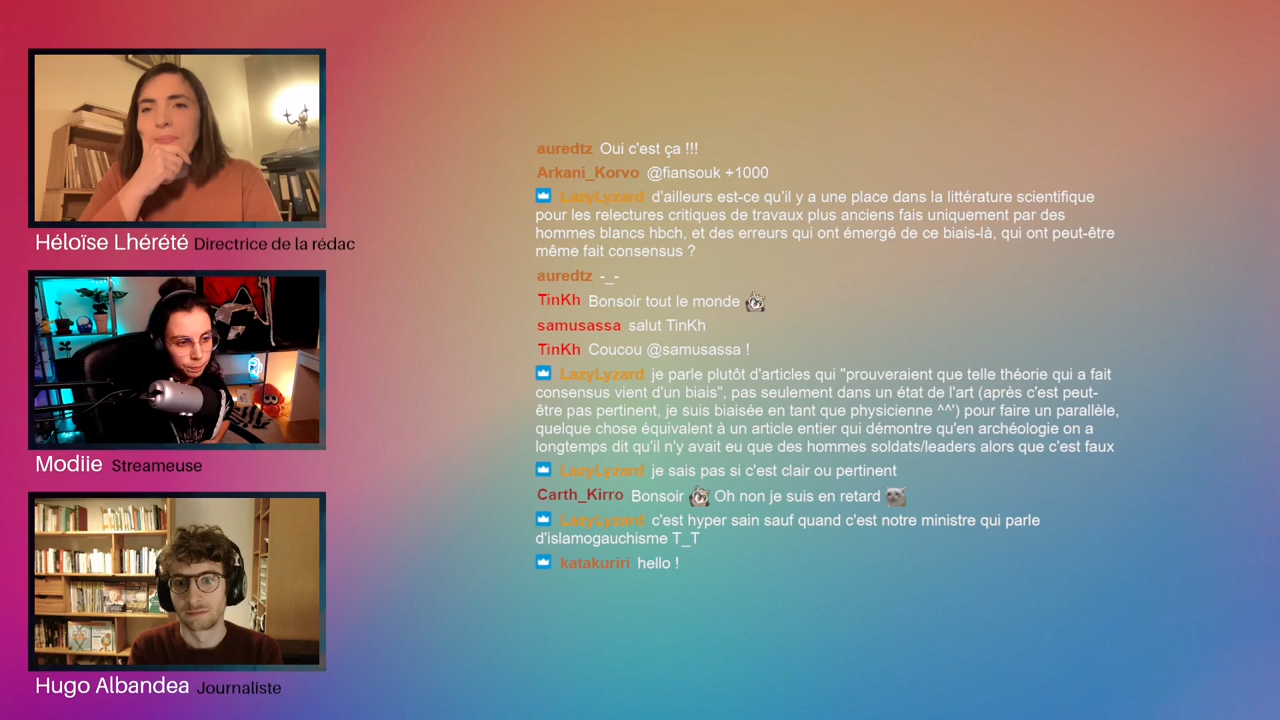 Héloïse Lhérété Directrice de la rédac
Modiie Streameuse
Hugo Albandea Journaliste
auredtz Oui c'est ça !!!
Arkani_Korvo @fiansouk +1000
LazyLyzard d'ailleurs est-ce qu'il y a une place dans la littérature scientifique
pour les relectures critiques de travaux plus anciens fais uniquement par des
hommes blancs hbch, et des erreurs qui ont émergé de ce biais-là, qui ont peut-être
même fait consensus ?
auredtz -_-
TinKh Bonsoir tout le monde
samusassa salut TinKh
TinKh Coucou @samusassa !
LazyLyzard je parle plutôt d'articles qui "prouveraient que telle théorie qui a fait
consensus vient d'un biais", pas seulement dans un état de l'art (après c'est peut-
être pas pertinent, je suis biaisée en tant que physicienne ^^') pour faire un parallèle,
quelque chose équivalent à un article entier qui démontre qu'en archéologie on a
longtemps dit qu'il n'y avait eu que des hommes soldats/leaders alors que c'est faux
LazyLyzard je sais pas si c'est clair ou pertinent
Carth_Kirro Bonsoir Oh non je suis en retard
LazyLyzard c'est hyper sain sauf quand c'est notre ministre qui parle
d'islamogauchisme T_T
katakuriri hello !